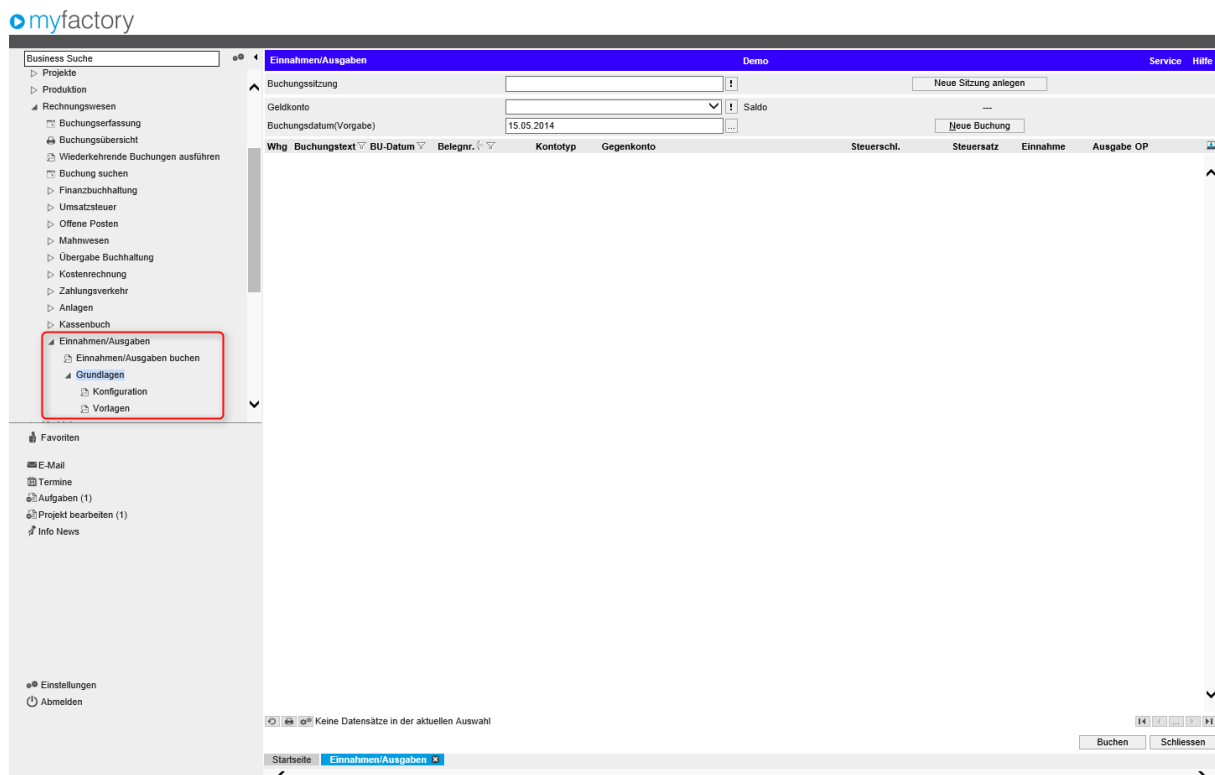 myfactory
Business Suche
Projekte
Produktion
Rechnungswesen
Buchungserfassung
Buchungsübersicht
Wiederkehrende Buchungen ausführen
Buchung suchen
Finanzbuchhaltung
Umsatzsteuer
Offene Posten
Mahnwesen
Übergabe Buchhaltung
Kostenrechnung
Zahlungsverkehr
Anlagen
Kassenbuch
Einnahmen/Ausgaben
Einnahmen/Ausgaben buchen
Grundlagen
Konfiguration
Vorlagen
Favoriten
E-Mail
Termine
Aufgaben (1)
Projekt bearbeiten (1)
Info News
Einstellungen
Abmelden
Einnahmen/Ausgaben Demo Service Hilfe
Buchungssitzung ! Neue Sitzung anlegen
Geldkonto ! Saldo ---
Buchungsdatum(Vorgabe) 15.05.2014 ... Neue Buchung
Whg Buchungstext BU-Datum Belegnr. Kontotyp Gegenkonto Steuerschl. Steuersatz Einnahme Ausgabe OP
Keine Datensätze in der aktuellen Auswahl ...
Buchen Schliessen
Startseite Einnahmen/Ausgaben